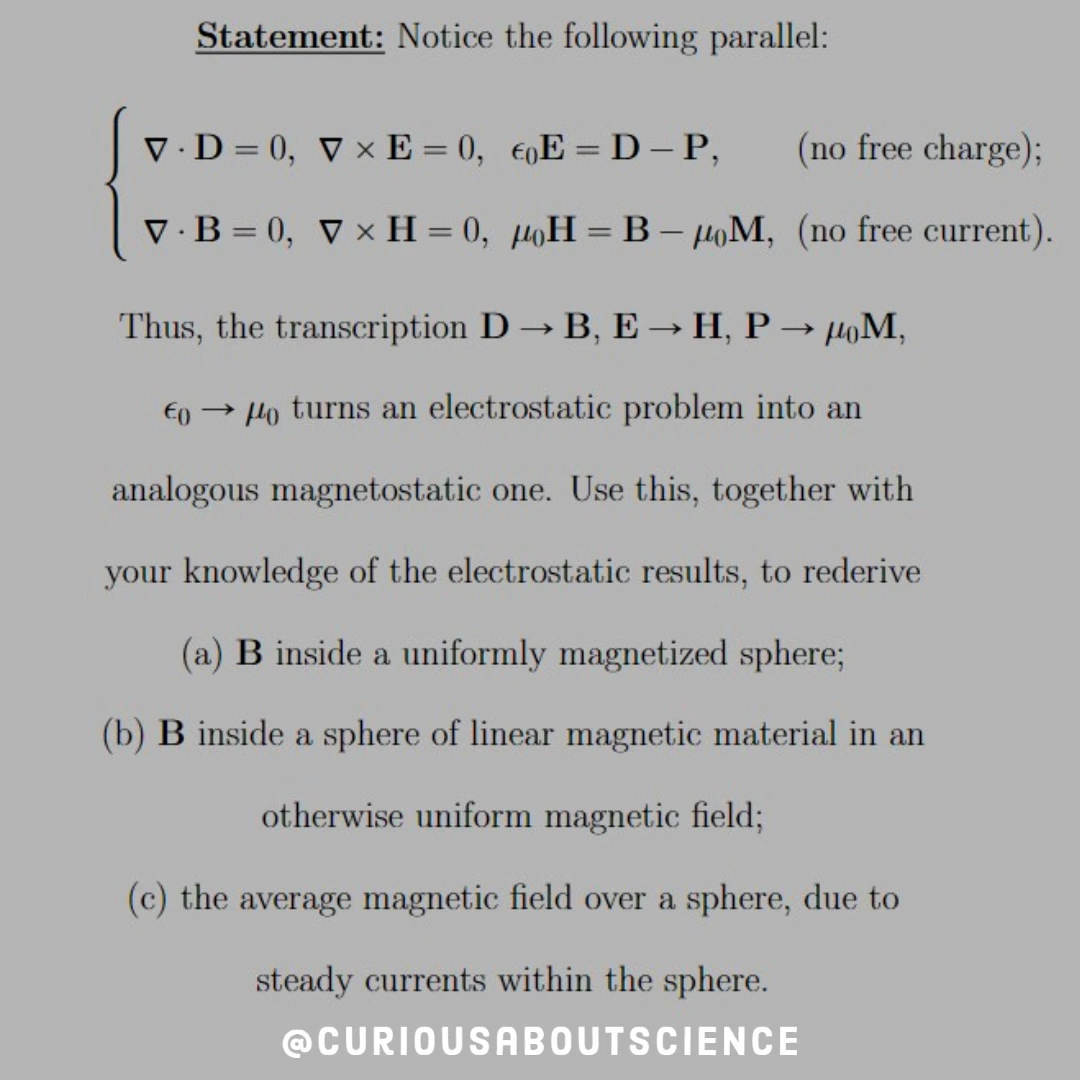 Statement: Notice the following parallel:
∇ · D = 0, ∇ × E = 0, ϵ₀E = D − P, (no free charge);
∇ · B = 0, ∇ × H = 0, μ₀H = B − μ₀M, (no free current).
Thus, the transcription D → B, E → H, P → μ₀M,
ϵ₀ → μ₀ turns an electrostatic problem into an
analogous magnetostatic one. Use this, together with
your knowledge of the electrostatic results, to rederive
(a) B inside a uniformly magnetized sphere;
(b) B inside a sphere of linear magnetic material in an
otherwise uniform magnetic field;
(c) the average magnetic field over a sphere, due to
steady currents within the sphere.
@CURIOUSABOUTSCIENCE